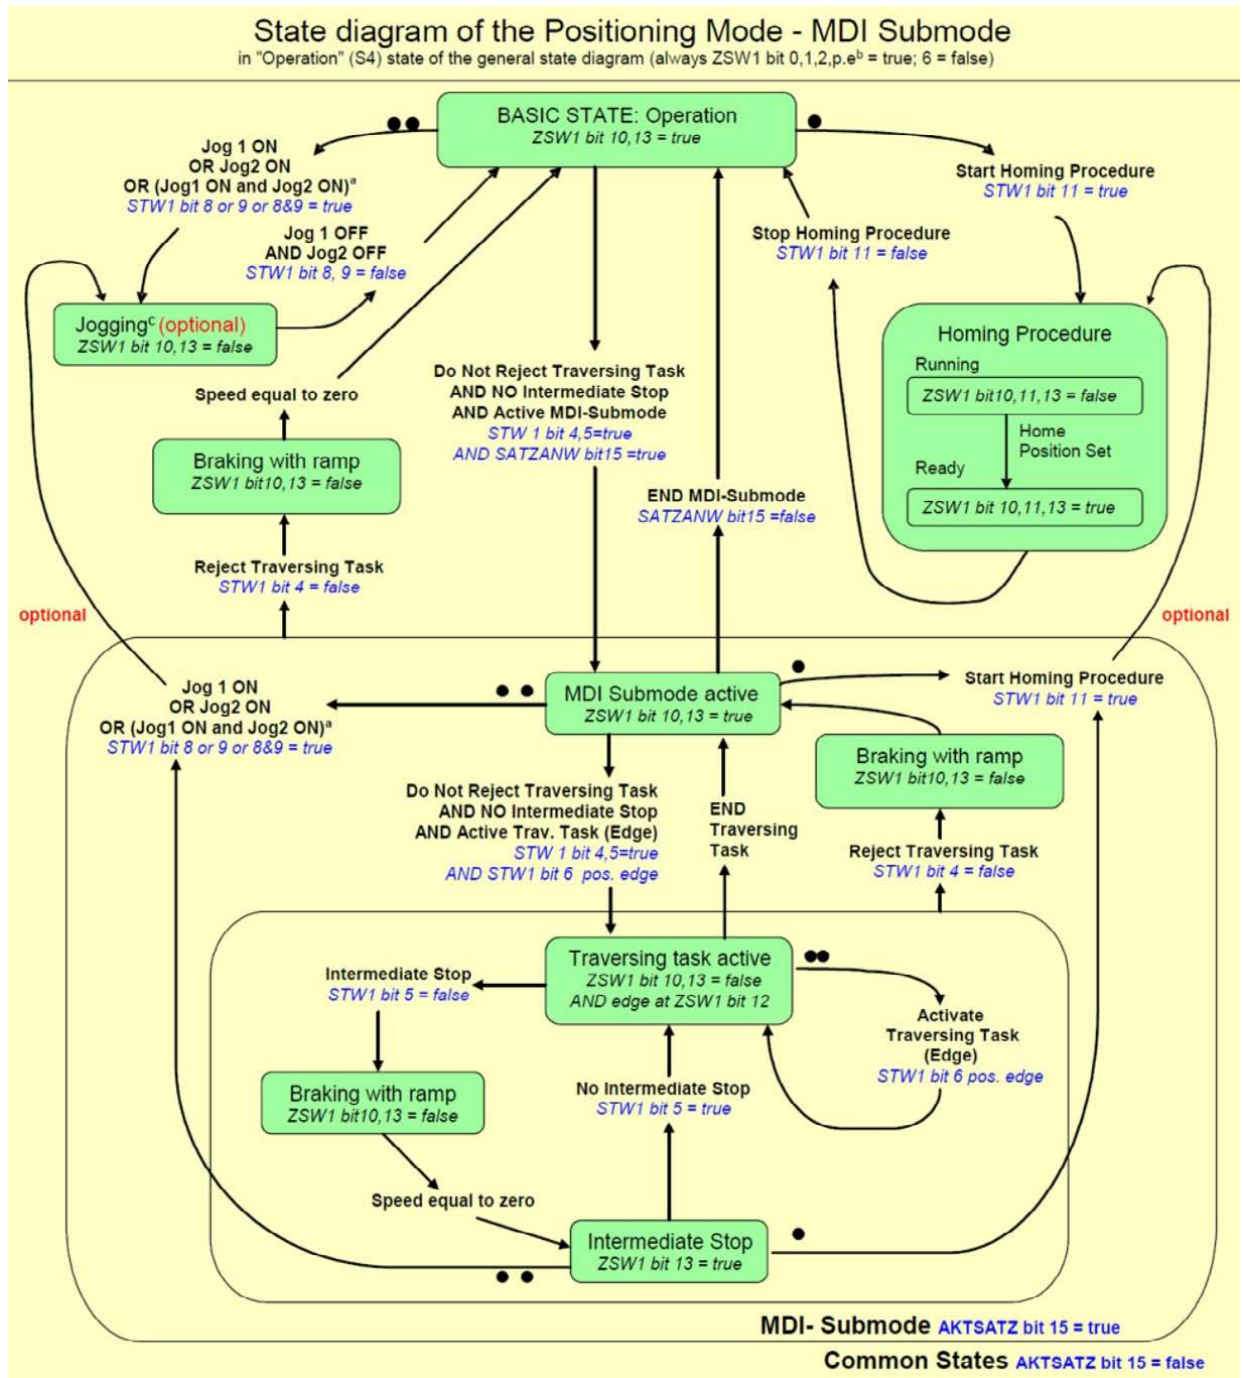 State diagram of the Positioning Mode - MDI Submode
in "Operation" (S4) state of the general state diagram (always ZSW1 bit 0,1,2,p.eᵇ = true; 6 = false)
BASIC STATE: Operation
ZSW1 bit 10,13 = true
Jog 1 ON
OR Jog2 ON
OR (Jog1 ON and Jog2 ON)ᵃ
STW1 bit 8 or 9 or 8&9 = true
Jog 1 OFF
AND Jog2 OFF
STW1 bit 8, 9 = false
Start Homing Procedure
STW1 bit 11 = true
Stop Homing Procedure
STW1 bit 11 = false
Joggingᶜ (optional)
ZSW1 bit 10,13 = false
Homing Procedure
Running
ZSW1 bit10,11,13 = false
Home
Position Set
Ready
ZSW1 bit 10,11,13 = true
Speed equal to zero
Braking with ramp
ZSW1 bit10,13 = false
Reject Traversing Task
STW1 bit 4 = false
Do Not Reject Traversing Task
AND NO Intermediate Stop
AND Active MDI-Submode
STW 1 bit 4,5=true
AND SATZANW bit15 =true
END MDI-Submode
SATZANW bit15 =false
optional
optional
Jog 1 ON
OR Jog2 ON
OR (Jog1 ON and Jog2 ON)ᵃ
STW1 bit 8 or 9 or 8&9 = true
MDI Submode active
ZSW1 bit 10,13 = true
Start Homing Procedure
STW1 bit 11 = true
Braking with ramp
ZSW1 bit10,13 = false
Do Not Reject Traversing Task
AND NO Intermediate Stop
AND Active Trav. Task (Edge)
STW 1 bit 4,5=true
AND STW1 bit 6 pos. edge
END
Traversing
Task
Reject Traversing Task
STW1 bit 4 = false
Traversing task active
ZSW1 bit 10,13 = false
AND edge at ZSW1 bit 12
Intermediate Stop
STW1 bit 5 = false
Activate
Traversing Task
(Edge)
STW1 bit 6 pos. edge
Braking with ramp
ZSW1 bit10,13 = false
No Intermediate Stop
STW1 bit 5 = true
Speed equal to zero
Intermediate Stop
ZSW1 bit 13 = true
MDI- Submode AKTSATZ bit 15 = true
Common States AKTSATZ bit 15 = false